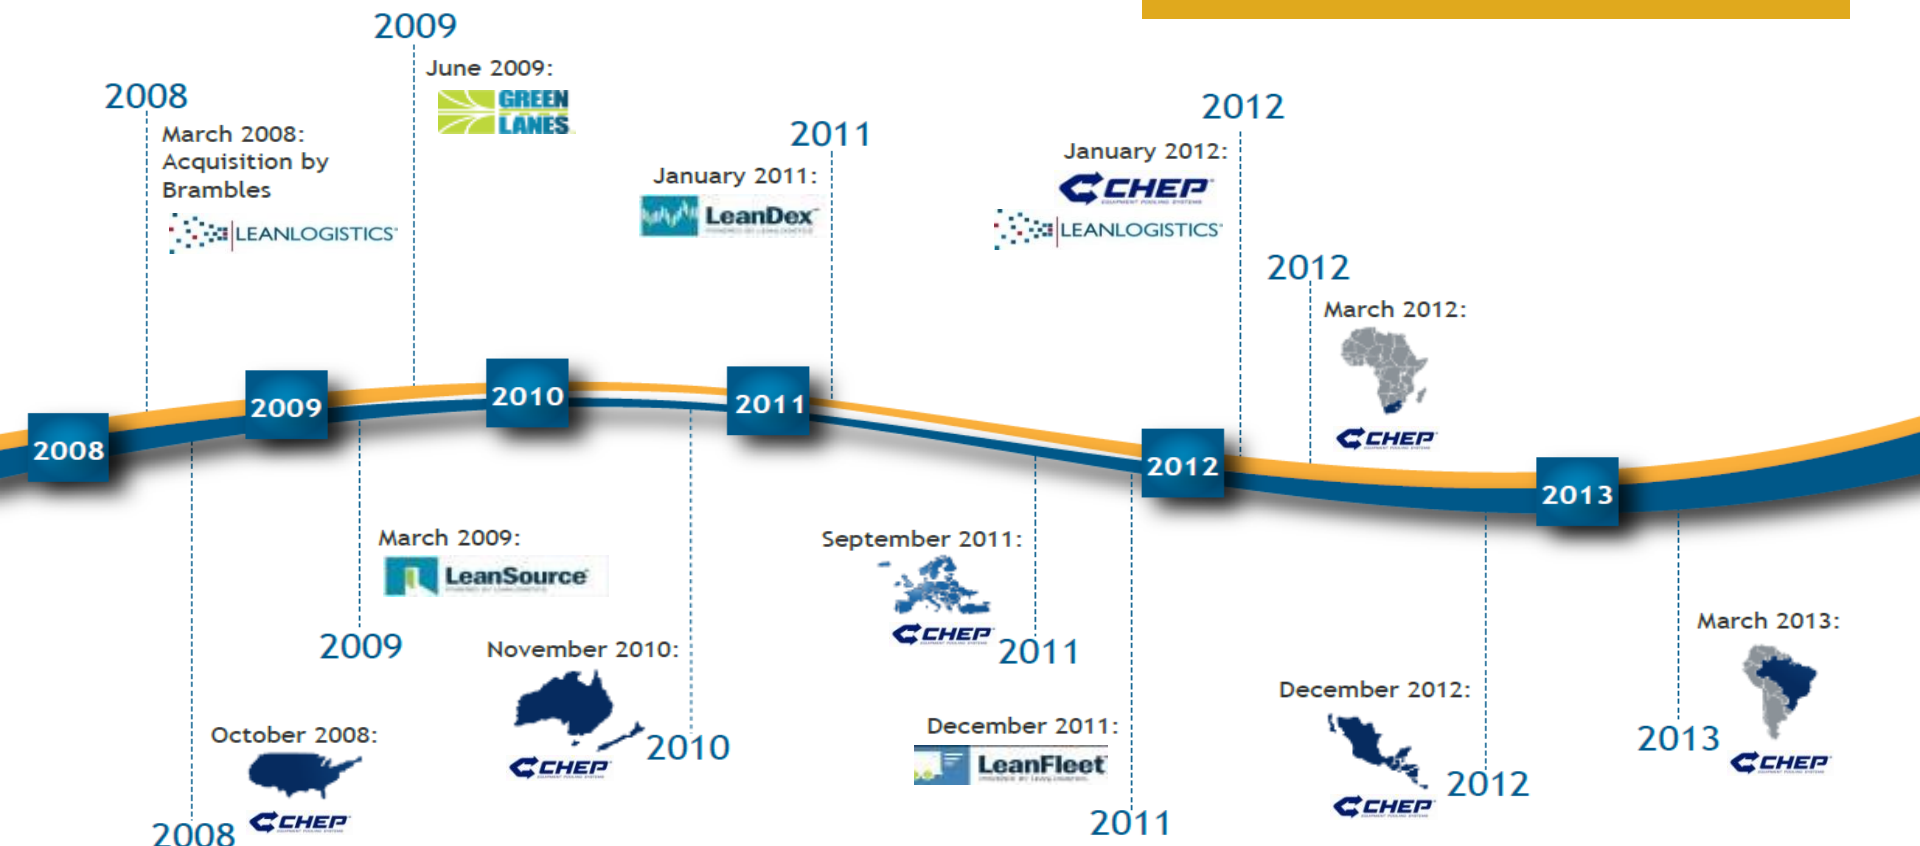 2009
June 2009:
GREEN
LANES
2008
March 2008:
Acquisition by
Brambles
LEANLOGISTICS
2011
January 2011:
LeanDex
2012
January 2012:
CHEP
EQUIPMENT POOLING SYSTEMS
LEANLOGISTICS
2012
March 2012:
CHEP
2008
2009
2010
2011
2012
2013
March 2009:
LeanSource
2009
October 2008:
CHEP
2008
November 2010:
CHEP
2010
September 2011:
CHEP
2011
December 2011:
LeanFleet
2011
December 2012:
CHEP
2012
March 2013:
CHEP
2013